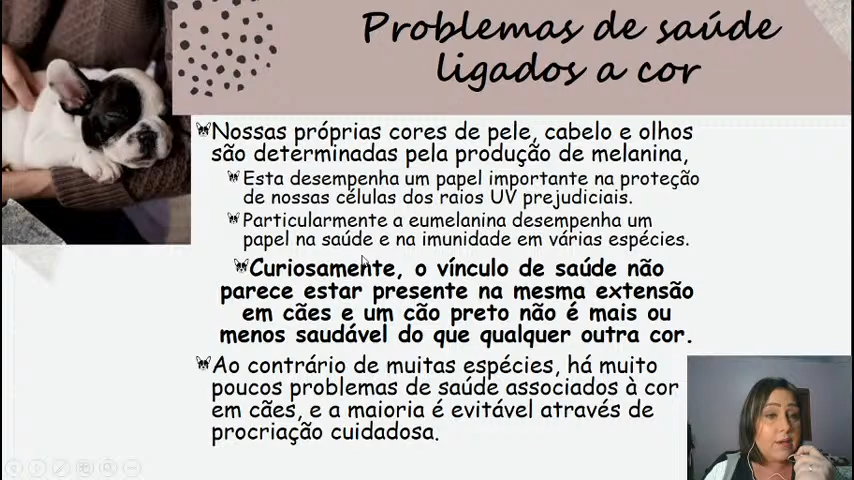 Problemas de saúde
ligados a cor
Nossas próprias cores de pele, cabelo e olhos
são determinadas pela produção de melanina,
Esta desempenha um papel importante na proteção
de nossas células dos raios UV prejudiciais.
Particularmente a eumelanina desempenha um
papel na saúde e na imunidade em várias espécies.
Curiosamente, o vínculo de saúde não
parece estar presente na mesma extensão
em cães e um cão preto não é mais ou
menos saudável do que qualquer outra cor.
Ao contrário de muitas espécies, há muito
poucos problemas de saúde associados à cor
em cães, e a maioria é evitável através de
procriação cuidadosa.